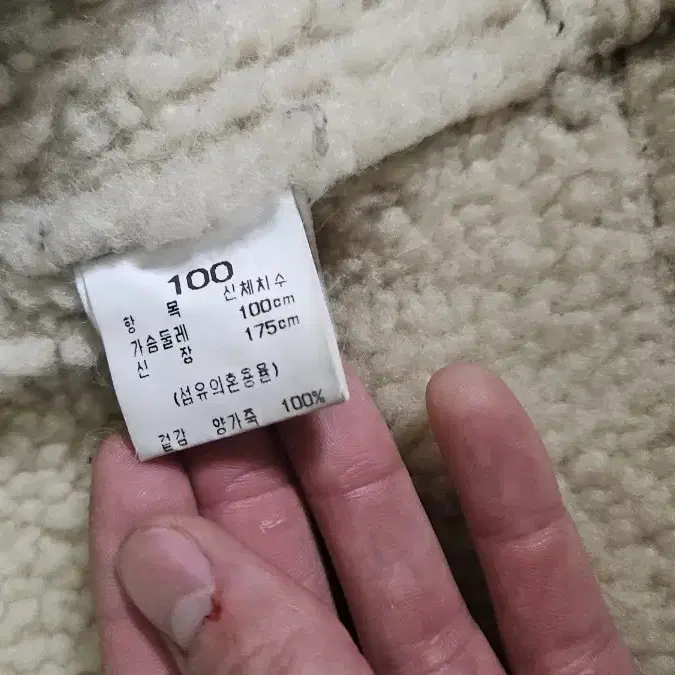 100
항 목 신체치수
가슴둘레 100cm
신 장 175cm
(섬유의혼용율)
겉감 양가죽 100%